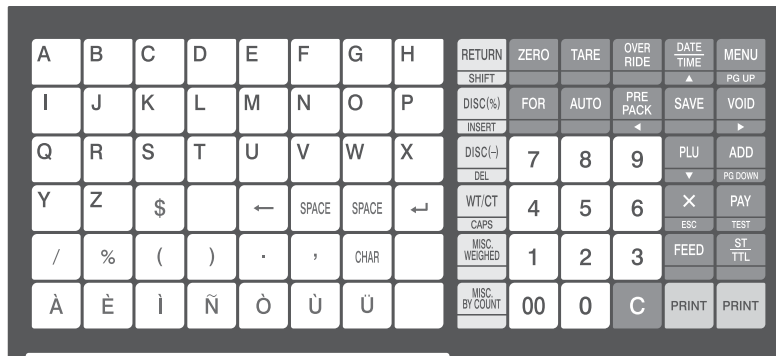 A B C D E F G H RETURN ZERO TARE OVER RIDE DATE TIME MENU
SHIFT ▲ PG UP
I J K L M N O P DISC(%) FOR AUTO PRE PACK SAVE VOID
INSERT ◀ ▶
Q R S T U V W X DISC(–) 7 8 9 PLU ADD
DEL ▼ PG DOWN
Y Z $ ← SPACE SPACE ↵ WT/CT 4 5 6 × PAY
CAPS ESC TEST
/ % ( ) . , CHAR MISC. WEIGHED 1 2 3 FEED ST TTL
À È Ì Ñ Ò Ù Ü MISC. BY COUNT 00 0 C PRINT PRINT